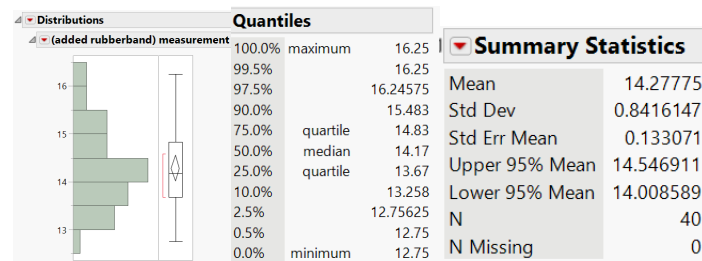 Distributions
(added rubberband) measurement
16
15
14
13
Quantiles
100.0% maximum 16.25
99.5% 16.25
97.5% 16.24575
90.0% 15.483
75.0% quartile 14.83
50.0% median 14.17
25.0% quartile 13.67
10.0% 13.258
2.5% 12.75625
0.5% 12.75
0.0% minimum 12.75
Summary Statistics
Mean 14.27775
Std Dev 0.8416147
Std Err Mean 0.133071
Upper 95% Mean 14.546911
Lower 95% Mean 14.008589
N 40
N Missing 0